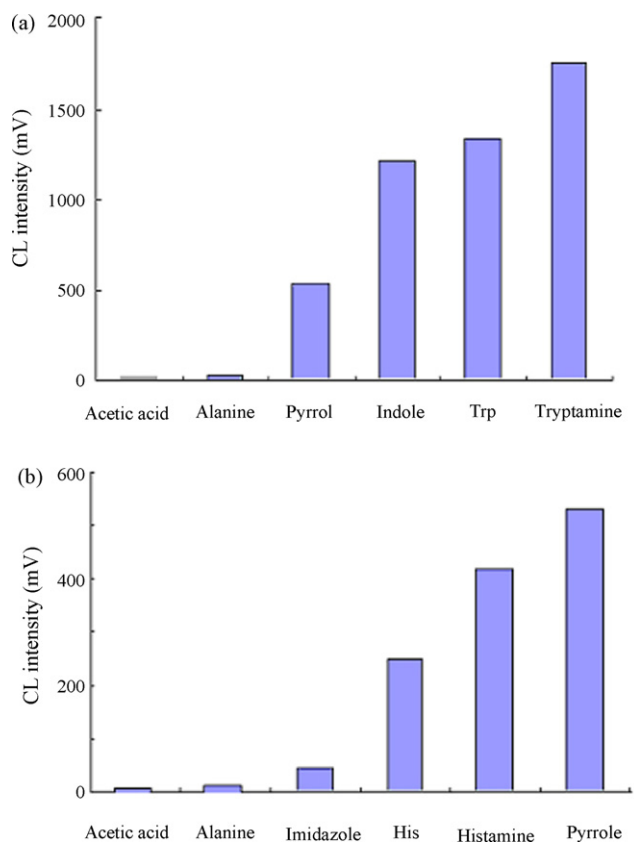 (a)
2000
1500
1000
500
0
CL intensity (mV)
Acetic acid Alanine Pyrrol Indole Trp Tryptamine
(b)
600
400
200
0
CL intensity (mV)
Acetic acid Alanine Imidazole His Histamine Pyrrole